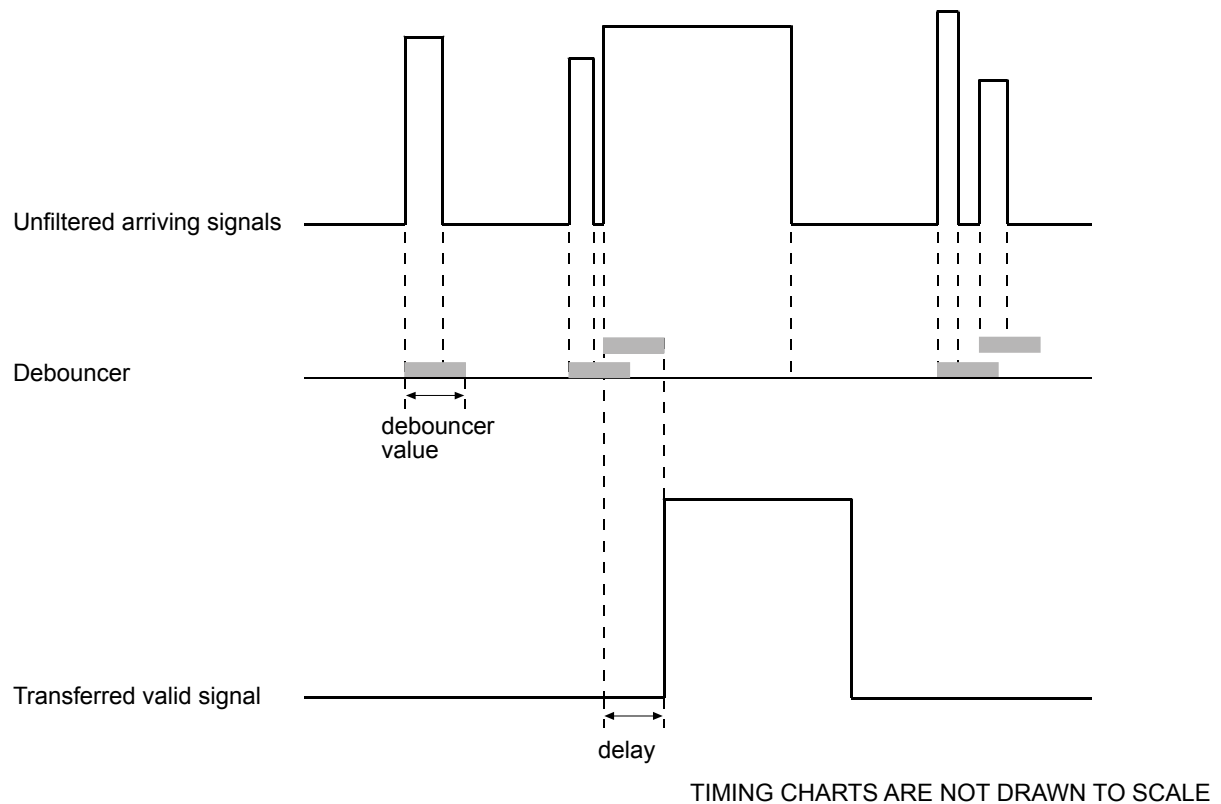 Unfiltered arriving signals
Debouncer
debouncer
value
Transferred valid signal
delay
TIMING CHARTS ARE NOT DRAWN TO SCALE